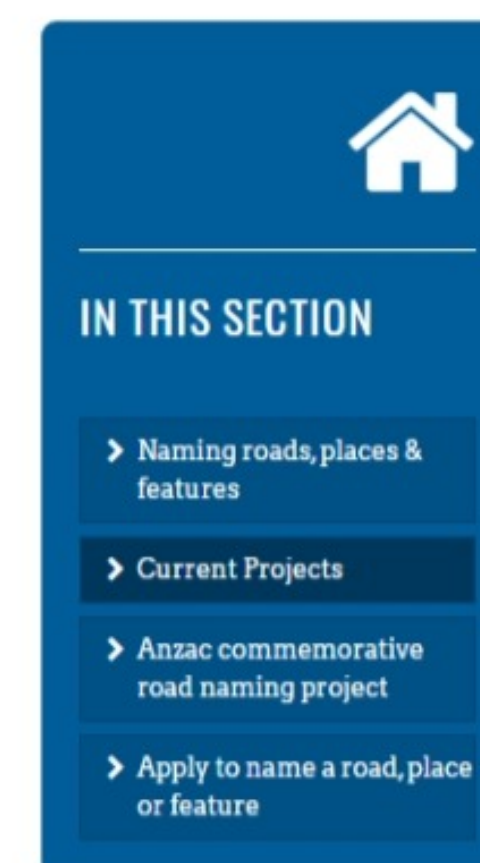 IN THIS SECTION
Naming roads, places &
features
Current Projects
Anzac commemorative
road naming project
Apply to name a road, place
or feature